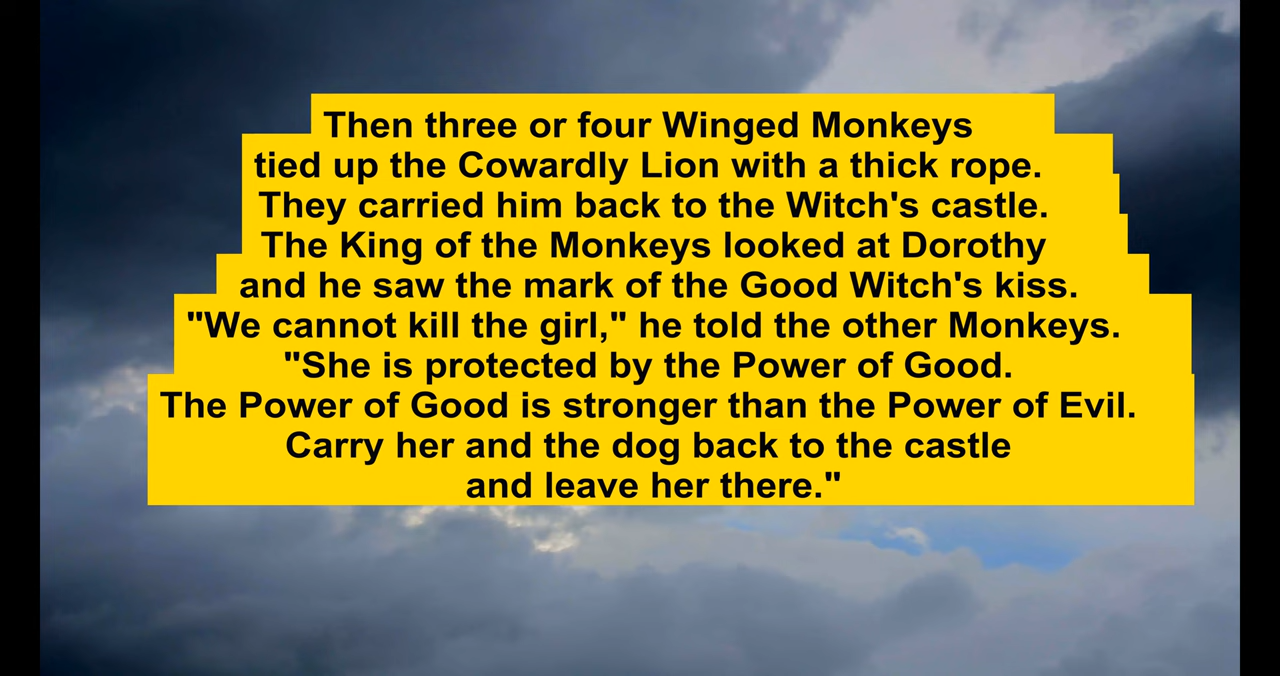 Then three or four Winged Monkeys
tied up the Cowardly Lion with a thick rope.
They carried him back to the Witch's castle.
The King of the Monkeys looked at Dorothy
and he saw the mark of the Good Witch's kiss.
"We cannot kill the girl," he told the other Monkeys.
"She is protected by the Power of Good.
The Power of Good is stronger than the Power of Evil.
Carry her and the dog back to the castle
and leave her there."